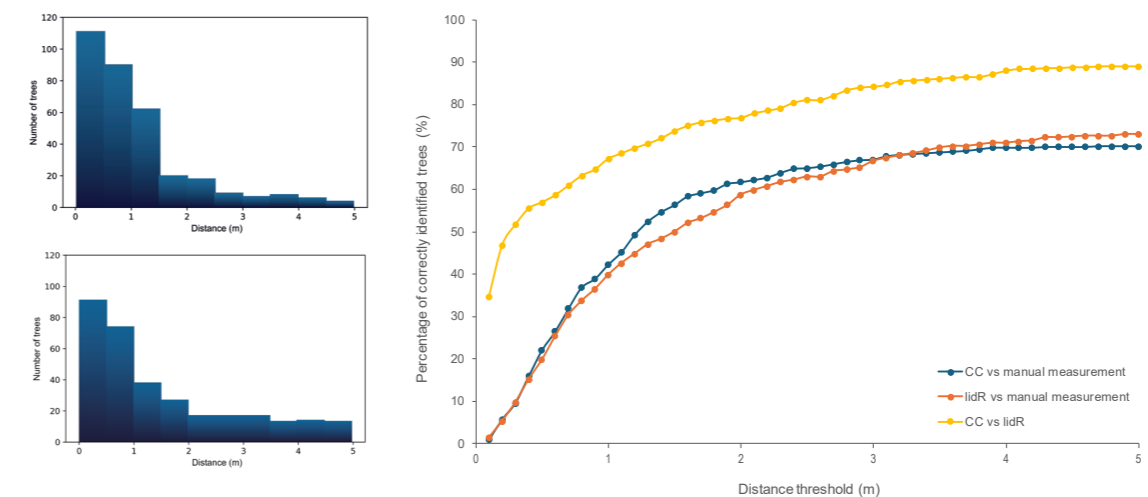 120
100
80
60
40
20
0
Number of trees
0 1 2 3 4 5
Distance (m)
120
100
80
60
40
20
0
Number of trees
0 1 2 3 4 5
Distance (m)
100
90
80
70
60
50
40
30
20
10
0
Percentage of correctly identified trees (%)
0 1 2 3 4 5
Distance threshold (m)
CC vs manual measurement
lidR vs manual measurement
CC vs lidR